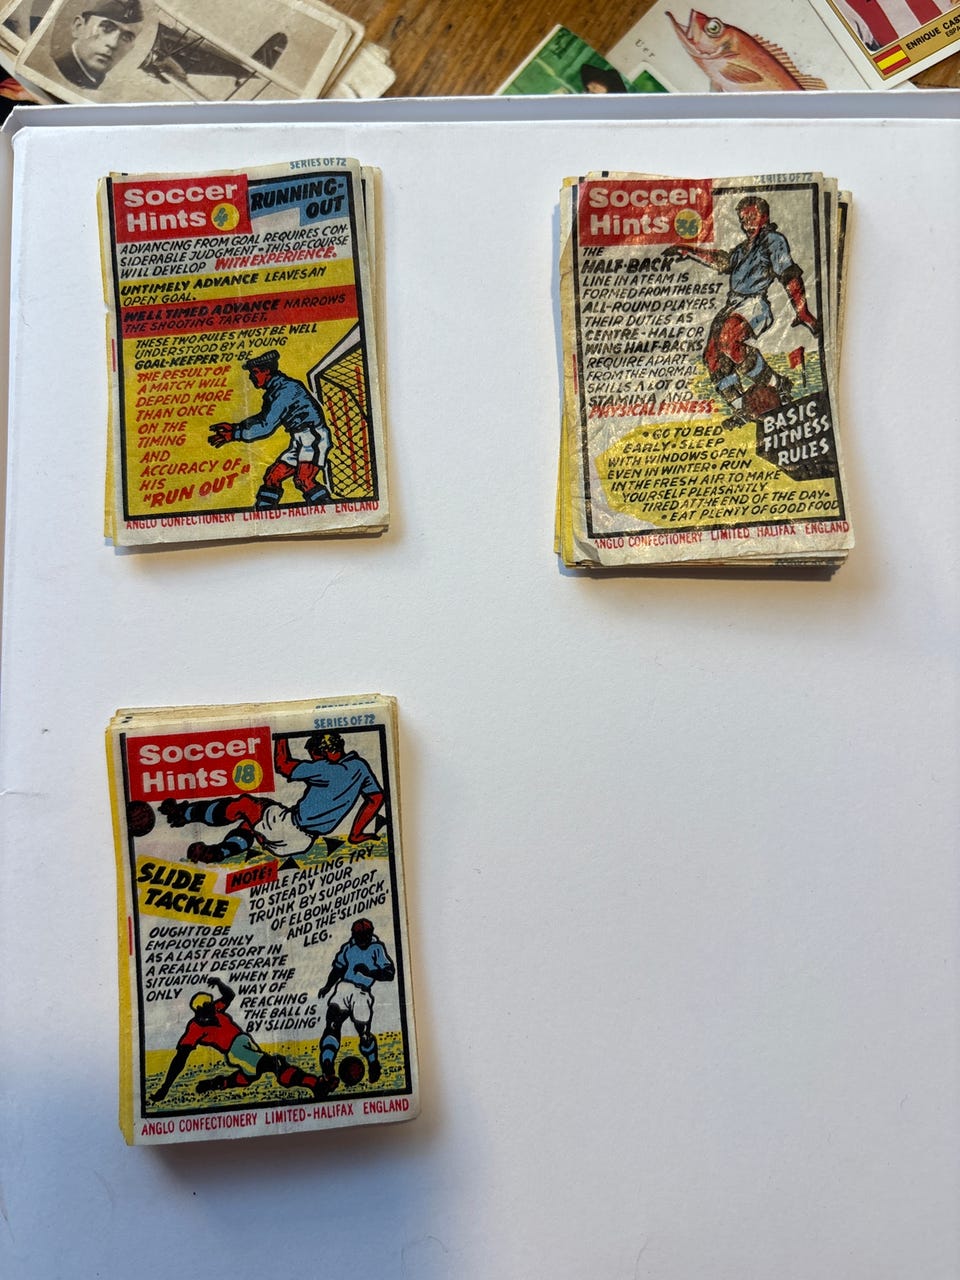 Uer
ENRIQUE CAS
ESPA
SERIES OF 72
Soccer
Hints 4
RUNNING-
OUT
ADVANCING FROM GOAL REQUIRES CON-
SIDERABLE JUDGMENT-THIS OF COURSE
WILL DEVELOP WITH EXPERIENCE.
UNTIMELY ADVANCE LEAVES AN
OPEN GOAL.
WELL TIMED ADVANCE NARROWS
THE SHOOTING TARGET.
THESE TWO RULES MUST BE WELL
UNDERSTOOD BY A YOUNG
GOAL-KEEPER TO-BE
THE RESULT OF
A MATCH WILL
DEPEND MORE
THAN ONCE
ON THE
TIMING
AND
ACCURACY OF
HIS
"RUN OUT"
ANGLO CONFECTIONERY LIMITED-HALIFAX ENGLAND
SERIES OF 72
Soccer
Hints 36
THE
HALF-BACK
LINE IN A TEAM IS
FORMED FROM THE BEST
ALL-ROUND PLAYERS.
THEIR DUTIES AS
CENTRE-HALF OR
WING HALF-BACKS
REQUIRE APART
FROM THE NORMAL
SKILLS A LOT OF
STAMINA AND
PHYSICAL FITNESS.
BASIC
FITNESS
RULES
• GO TO BED
EARLY • SLEEP
WITH WINDOWS OPEN
EVEN IN WINTER • RUN
IN THE FRESH AIR TO MAKE
YOURSELF PLEASANTLY
TIRED AT THE END OF THE DAY•
• EAT PLENTY OF GOOD FOOD
ANGLO CONFECTIONERY LIMITED HALIFAX ENGLAND
SERIES OF 72
Soccer
Hints 18
SLIDE
TACKLE
NOTE:
WHILE FALLING TRY
TO STEADY YOUR
TRUNK BY SUPPORT
OF ELBOW, BUTTOCK,
AND THE 'SLIDING'
LEG.
OUGHT TO BE
EMPLOYED ONLY
AS A LAST RESORT IN
A REALLY DESPERATE
SITUATION, WHEN THE
ONLY WAY OF
REACHING
THE BALL IS
BY 'SLIDING'
ANGLO CONFECTIONERY LIMITED-HALIFAX ENGLAND